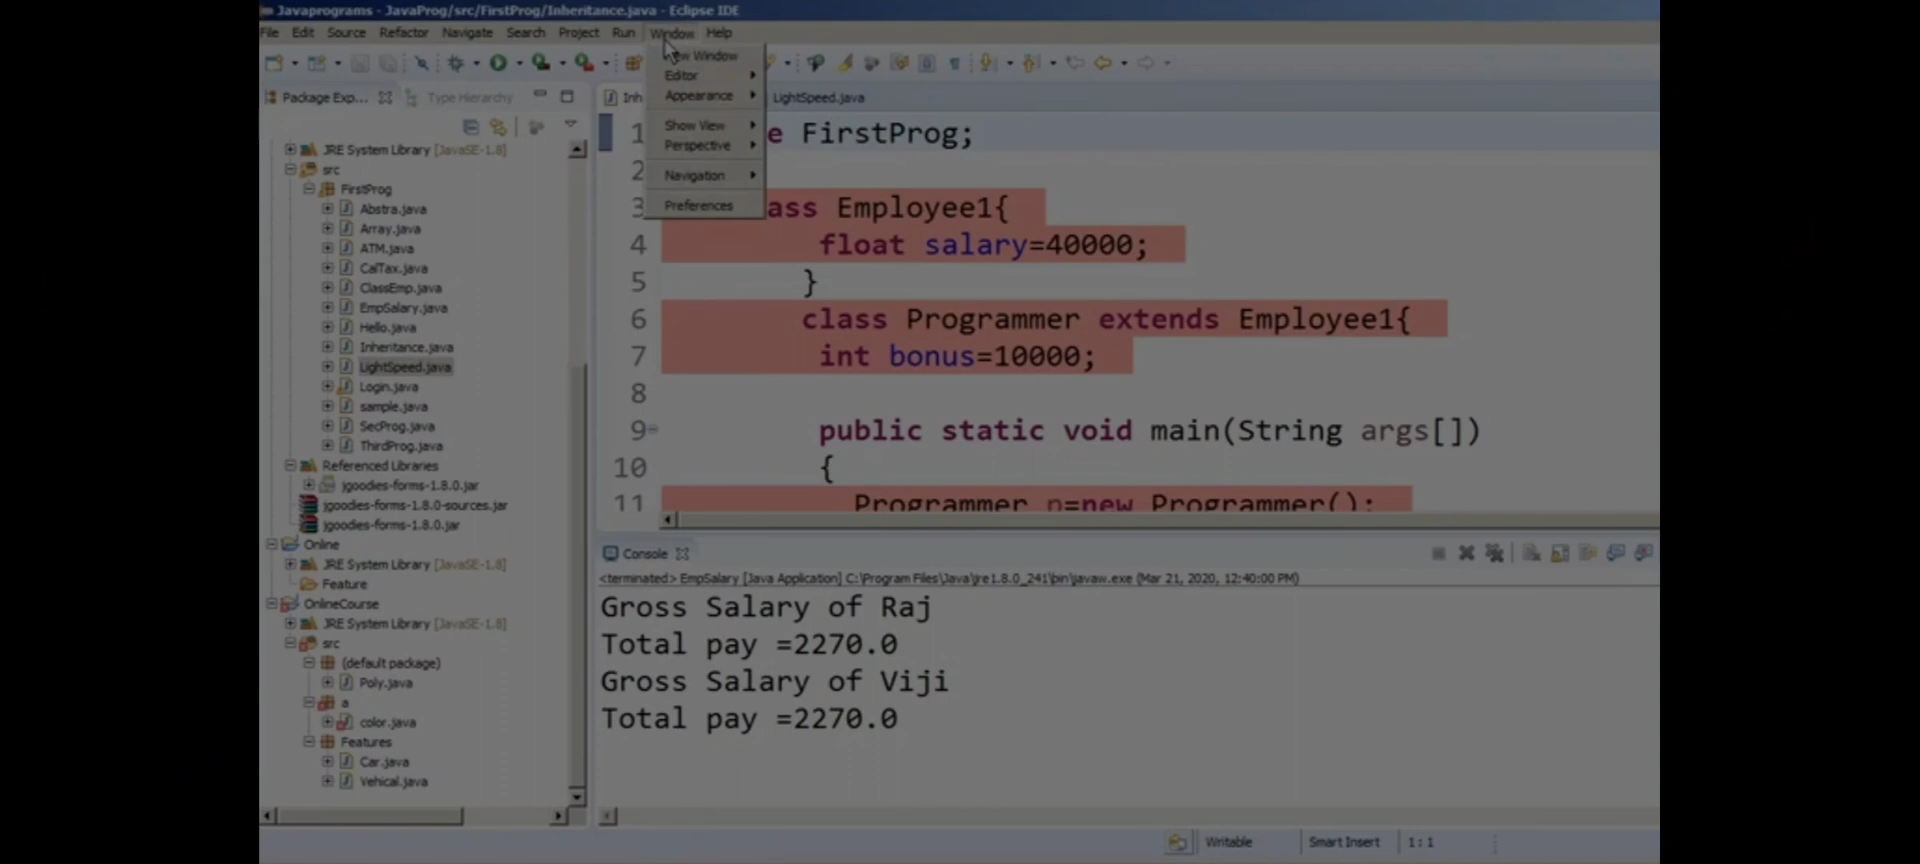 Javaprograms - JavaProg/src/FirstProg/Inheritance.java - Eclipse IDE
File Edit Source Refactor Navigate Search Project Run Window Help
Window
Editor
Appearance
Show View
Perspective
Navigation
Preferences
Package Exp... Type Hierarchy
JRE System Library [JavaSE-1.8]
src
FirstProg
Abstra.java
Array.java
ATM.java
CalTax.java
ClassEmp.java
EmpSalary.java
Hello.java
Inheritance.java
LightSpeed.java
Login.java
sample.java
SecProg.java
ThirdProg.java
Referenced Libraries
jgoodies-forms-1.8.0.jar
jgoodies-forms-1.8.0-sources.jar
jgoodies-forms-1.8.0.jar
Online
JRE System Library [JavaSE-1.8]
Feature
OnlineCourse
JRE System Library [JavaSE-1.8]
src
(default package)
Poly.java
a
color.java
Features
Car.java
Vehical.java
Inh LightSpeed.java
1 e FirstProg;
2
3 ass Employee1{
4 float salary=40000;
5 }
6 class Programmer extends Employee1{
7 int bonus=10000;
8
9 public static void main(String args[])
10 {
11 Programmer p=new Programmer();
Console
<terminated> EmpSalary [Java Application] C:\Program Files\Java\jre1.8.0_241\bin\javaw.exe (Mar 21, 2020, 12:40:00 PM)
Gross Salary of Raj
Total pay =2270.0
Gross Salary of Viji
Total pay =2270.0
Writable Smart Insert 1 : 1